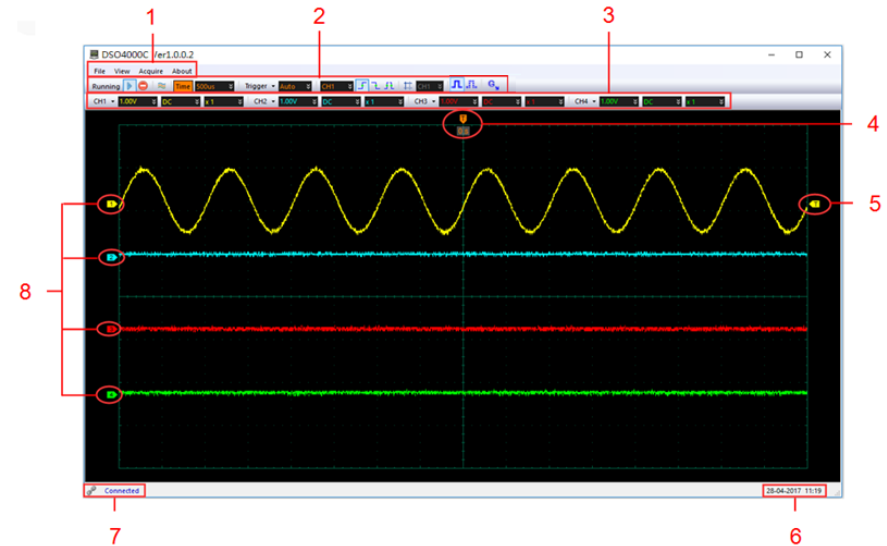 1 2 3
DSO4000C Ver1.0.0.2
File View Acquire About
Running Time 500us Trigger Auto CH1 CH1
CH1 1.00V DC x 1 CH2 1.00V DC x 1 CH3 1.00V DC x 1 CH4 1.00V DC x 1
4
5
8
Connected 28-04-2017 11:19
7 6